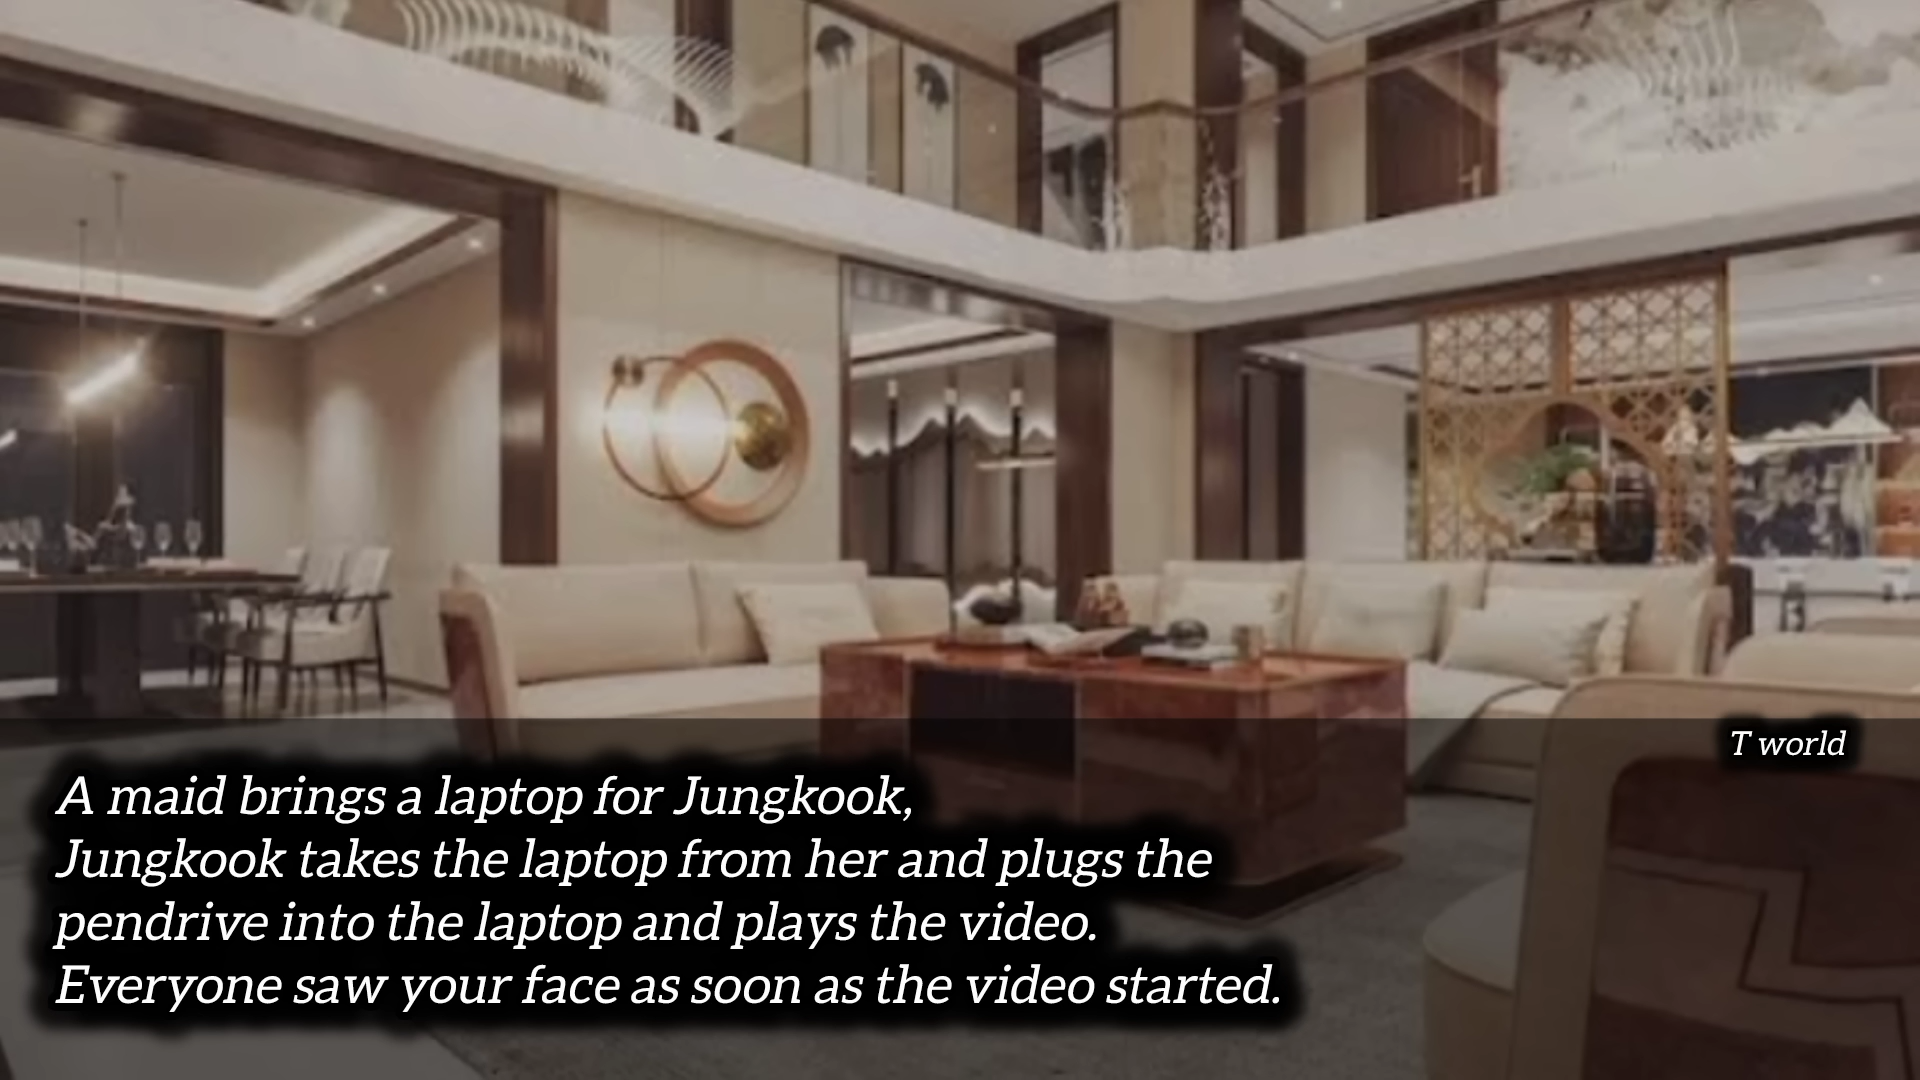 T world
A maid brings a laptop for Jungkook,
Jungkook takes the laptop from her and plugs the
pendrive into the laptop and plays the video.
Everyone saw your face as soon as the video started.